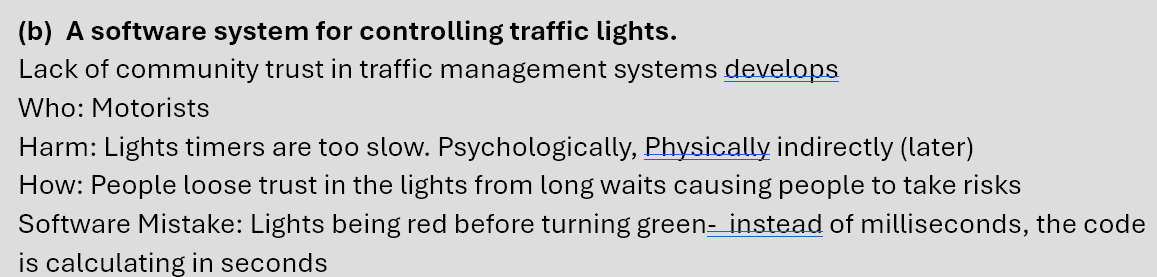 (b) A software system for controlling traffic lights.
Lack of community trust in traffic management systems develops
Who: Motorists
Harm: Lights timers are too slow. Psychologically, Physically indirectly (later)
How: People loose trust in the lights from long waits causing people to take risks
Software Mistake: Lights being red before turning green-  instead of milliseconds, the code
is calculating in seconds